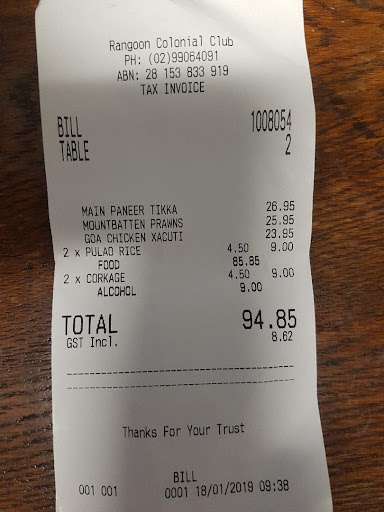 Rangoon Colonial Club
PH: (02)99064091
ABN: 28 153 833 919
TAX INVOICE
BILL 1008054
TABLE 2
MAIN PANEER TIKKA 26.95
MOUNTBATTEN PRAWNS 25.95
GOA CHICKEN XACUTI 23.95
2 x PULAO RICE 4.50 9.00
FOOD 85.85
2 x CORKAGE 4.50 9.00
ALCOHOL 9.00
TOTAL 94.85
GST Incl. 8.62
Thanks For Your Trust
BILL
001 001 0001 18/01/2019 09:38